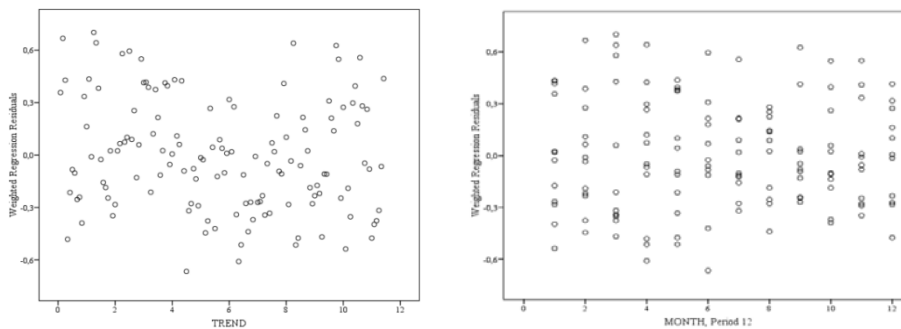 0,6
0,3
0,0
-0,3
-0,6
Weighted Regression Residuals
0 2 4 6 8 10 12
TREND
0,6
0,3
0,0
-0,3
-0,6
Weighted Regression Residuals
0 2 4 6 8 10 12
MONTH, Period 12